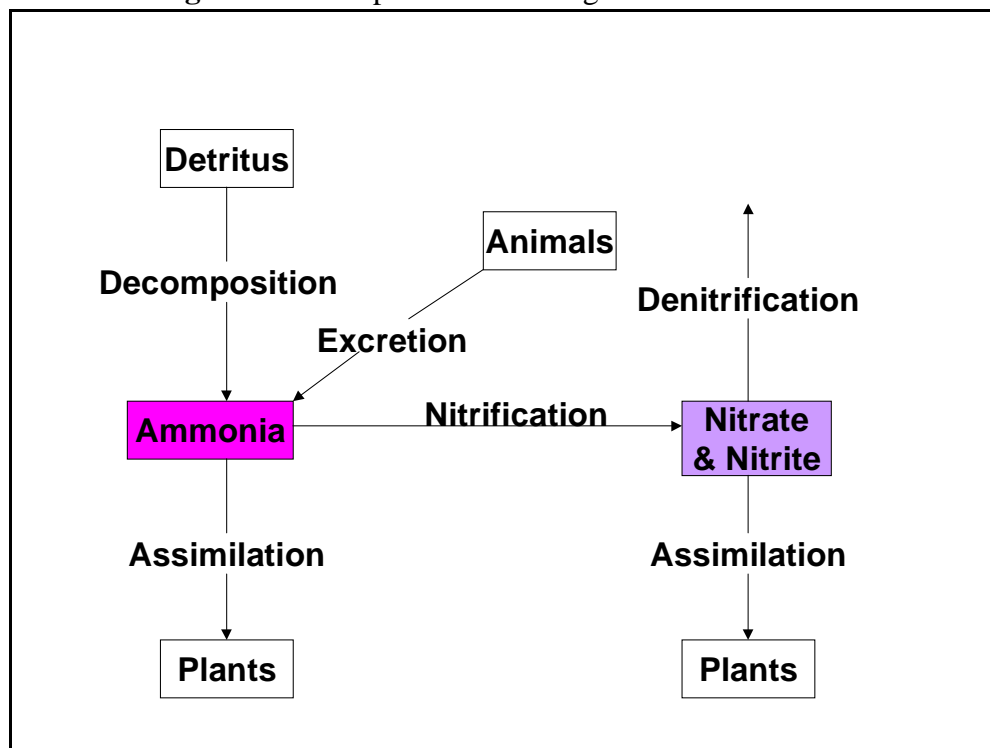 Detritus
Animals
Decomposition
Denitrification
Excretion
Ammonia
Nitrification
Nitrate
& Nitrite
Assimilation
Assimilation
Plants
Plants